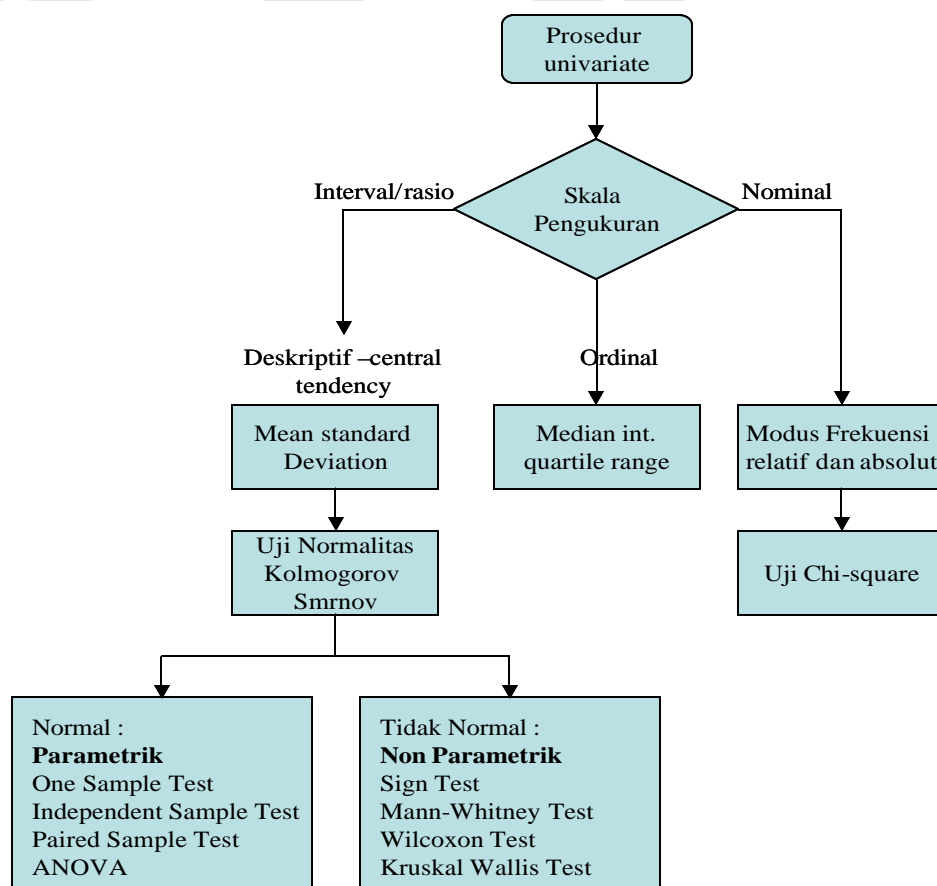 Prosedur
univariate
Interval/rasio
Skala
Pengukuran
Nominal
Deskriptif –central
tendency
Ordinal
Mean standard
Deviation
Median int.
quartile range
Modus Frekuensi
relatif dan absolut
Uji Normalitas
Kolmogorov
Smrnov
Uji Chi-square
Normal :
Parametrik
One Sample Test
Independent Sample Test
Paired Sample Test
ANOVA
Tidak Normal :
Non Parametrik
Sign Test
Mann-Whitney Test
Wilcoxon Test
Kruskal Wallis Test